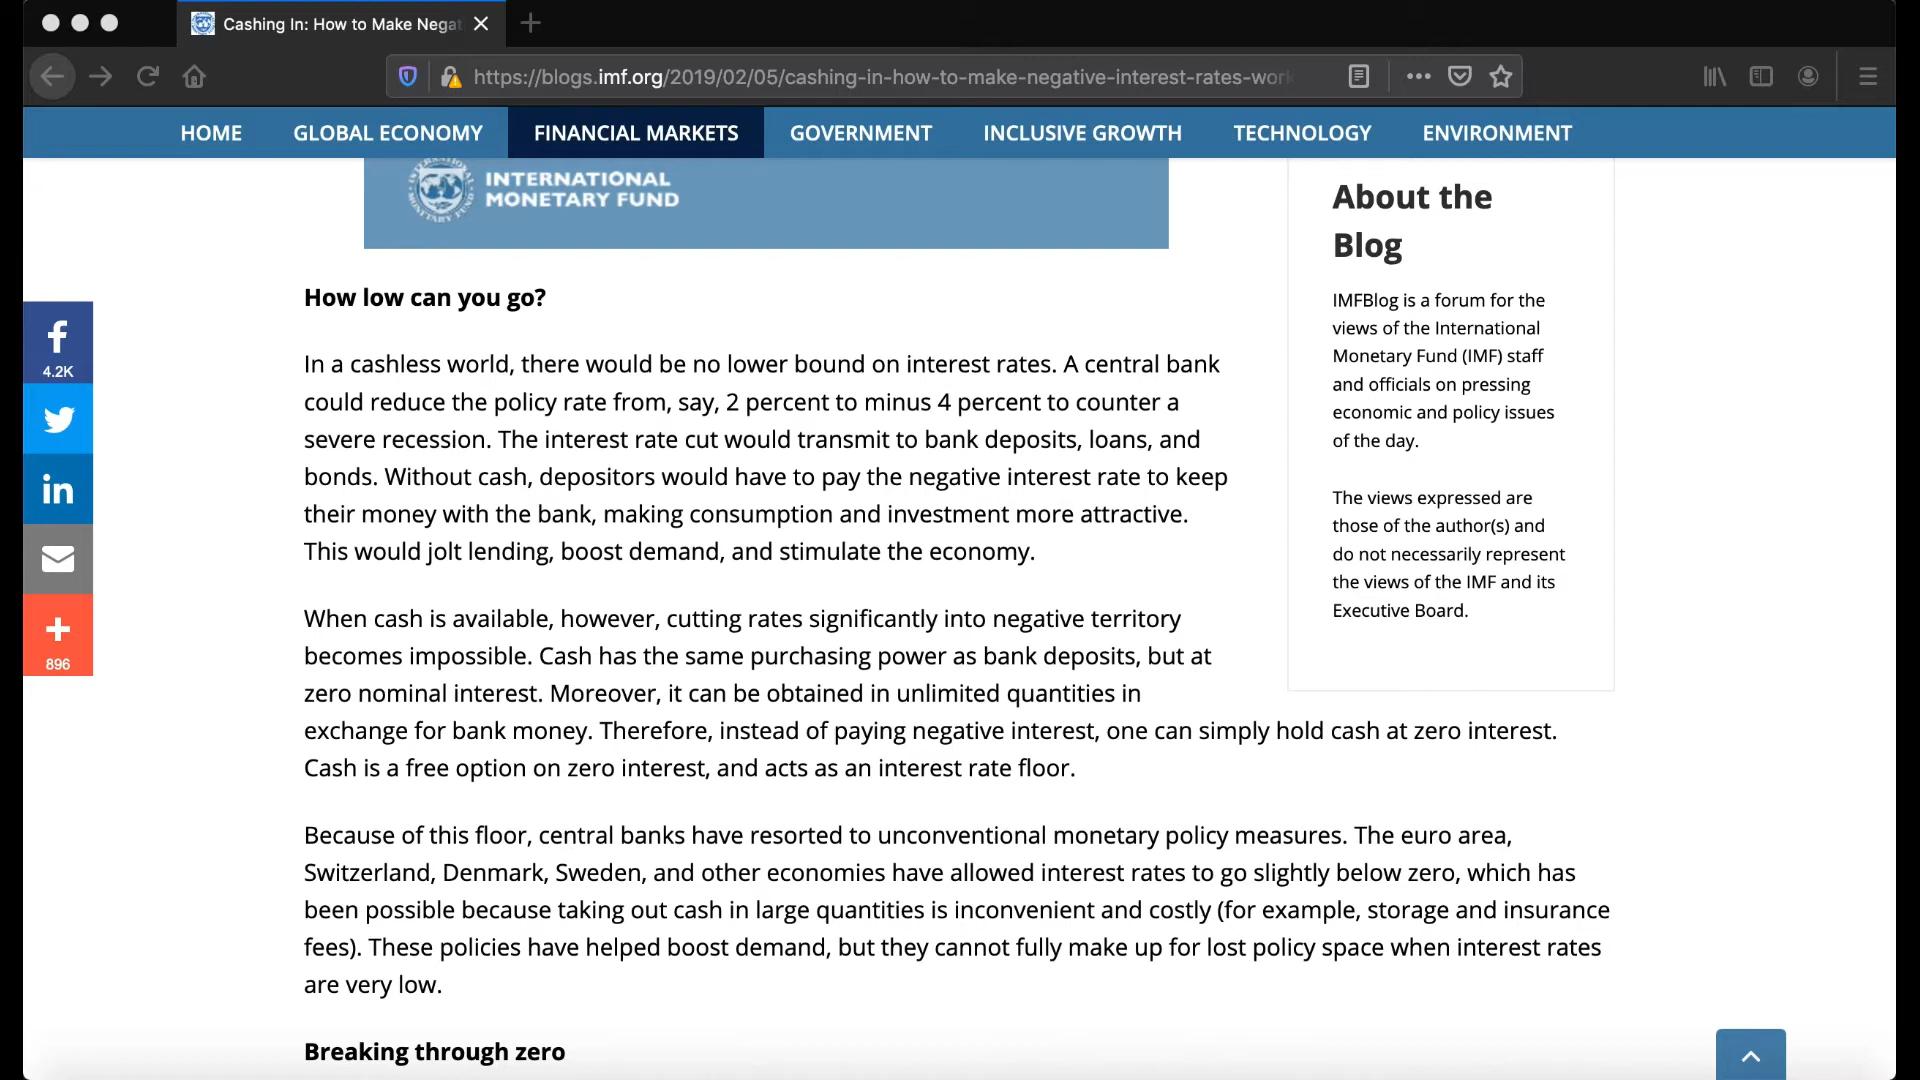 Cashing In: How to Make Negat
https://blogs.imf.org/2019/02/05/cashing-in-how-to-make-negative-interest-rates-work
HOME GLOBAL ECONOMY FINANCIAL MARKETS GOVERNMENT INCLUSIVE GROWTH TECHNOLOGY ENVIRONMENT
INTERNATIONAL
MONETARY FUND
How low can you go?
In a cashless world, there would be no lower bound on interest rates. A central bank
could reduce the policy rate from, say, 2 percent to minus 4 percent to counter a
severe recession. The interest rate cut would transmit to bank deposits, loans, and
bonds. Without cash, depositors would have to pay the negative interest rate to keep
their money with the bank, making consumption and investment more attractive.
This would jolt lending, boost demand, and stimulate the economy.
When cash is available, however, cutting rates significantly into negative territory
becomes impossible. Cash has the same purchasing power as bank deposits, but at
zero nominal interest. Moreover, it can be obtained in unlimited quantities in
exchange for bank money. Therefore, instead of paying negative interest, one can simply hold cash at zero interest.
Cash is a free option on zero interest, and acts as an interest rate floor.
Because of this floor, central banks have resorted to unconventional monetary policy measures. The euro area,
Switzerland, Denmark, Sweden, and other economies have allowed interest rates to go slightly below zero, which has
been possible because taking out cash in large quantities is inconvenient and costly (for example, storage and insurance
fees). These policies have helped boost demand, but they cannot fully make up for lost policy space when interest rates
are very low.
Breaking through zero
About the
Blog
IMFBlog is a forum for the
views of the International
Monetary Fund (IMF) staff
and officials on pressing
economic and policy issues
of the day.
The views expressed are
those of the author(s) and
do not necessarily represent
the views of the IMF and its
Executive Board.
4.2K
896